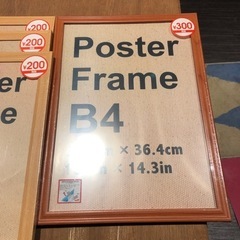 ¥200
¥200
¥200
¥300
Poster
Frame
B4
× 36.4cm
× 14.3in